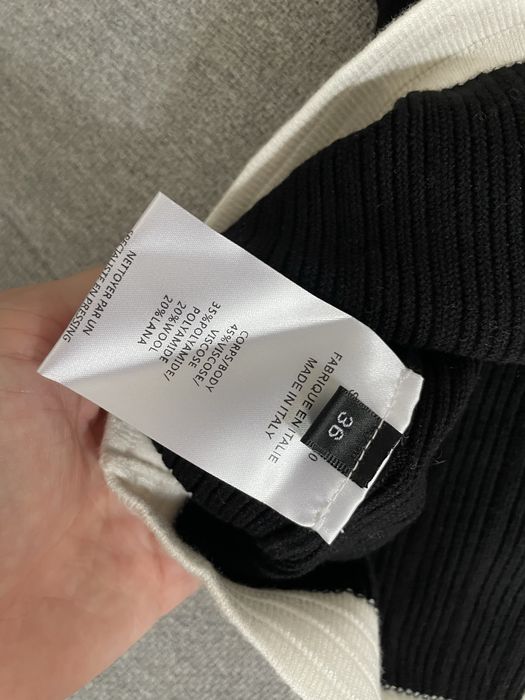 36
FABRIQUE EN ITALIE
MADE IN ITALY
CORPS/BODY
45%VISCOSE/
VISCOSE
35%POLYAMIDE/
POLYAMIDA
20%WOOL
20%LANA
NETTOYER PAR UN
SPECIALISTE EN PRESSING